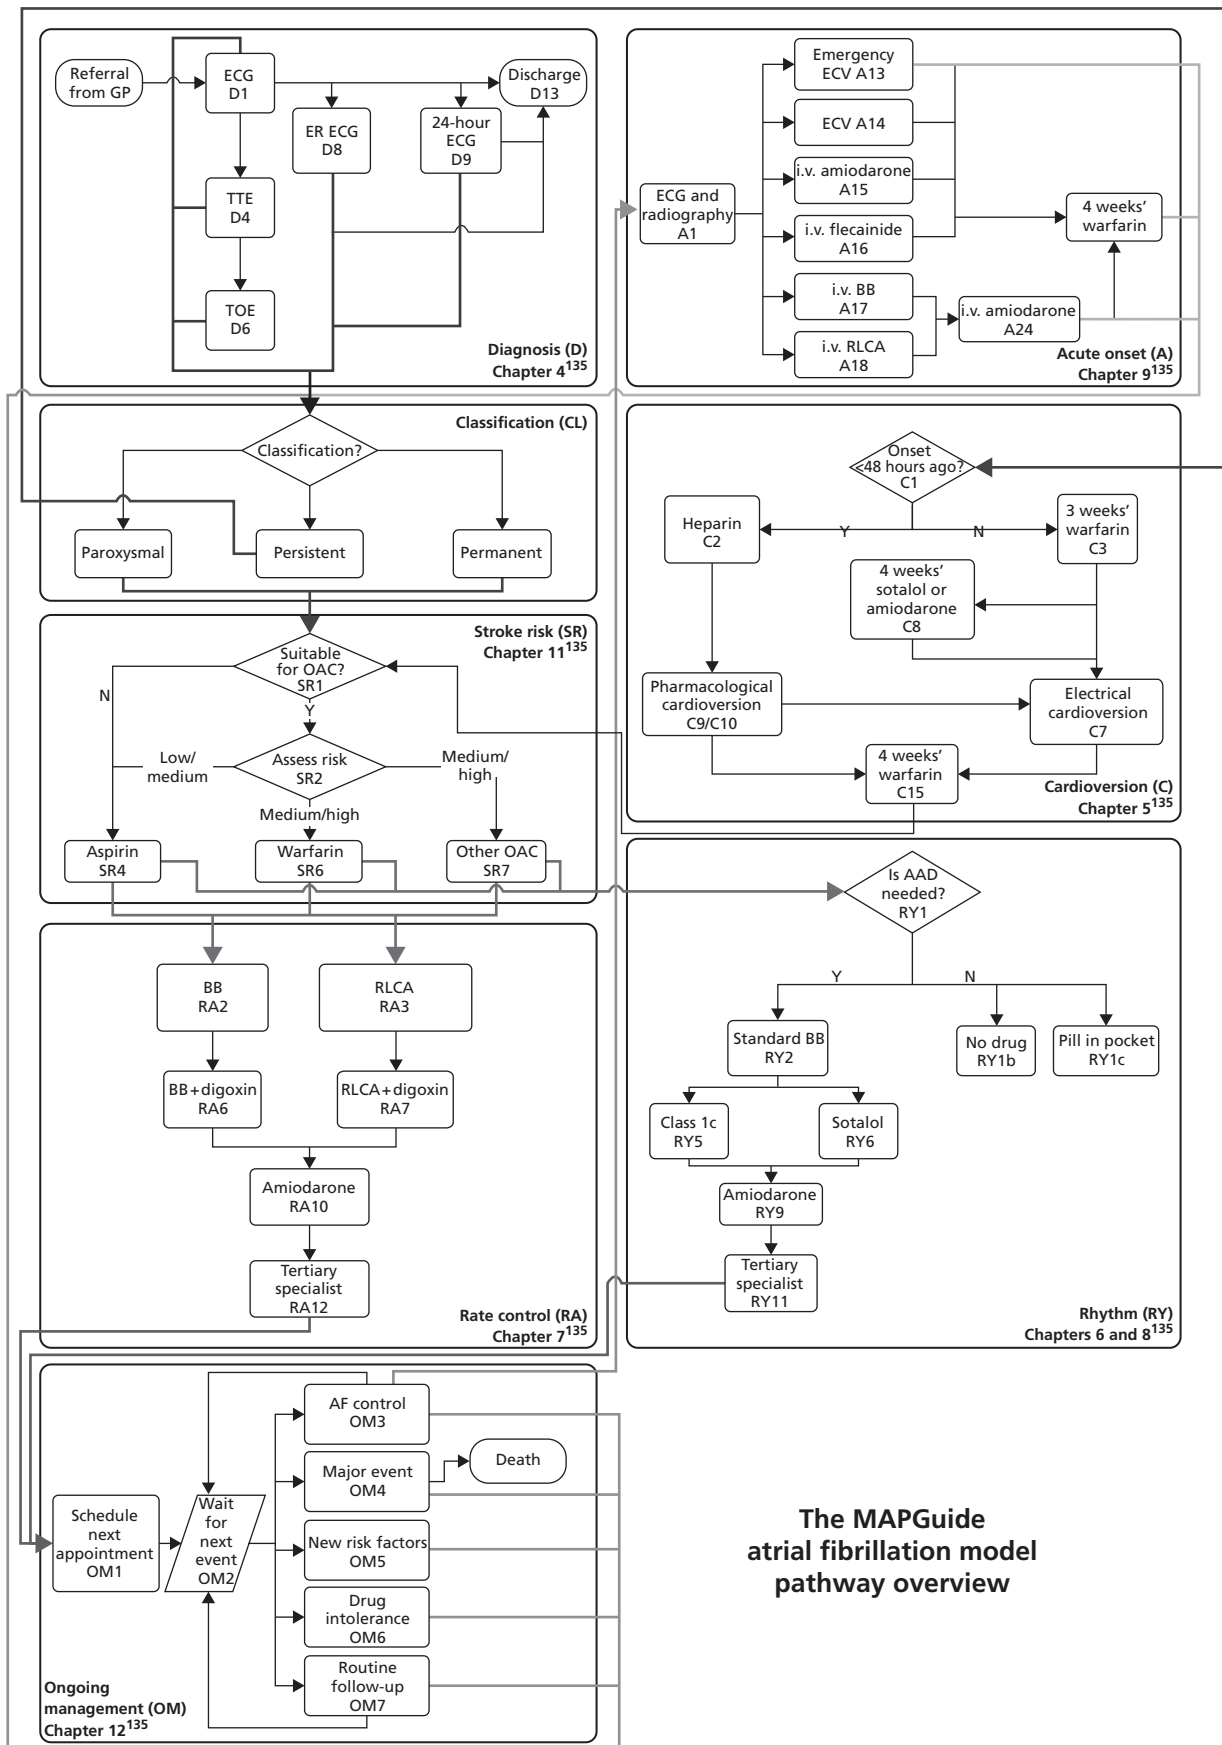 Referral
from GP
ECG
D1
Discharge
D13
ER ECG
D8
24-hour
ECG
D9
TTE
D4
TOE
D6
Diagnosis (D)
Chapter 4135
Emergency
ECV A13
ECV A14
i.v. amiodarone
A15
ECG and
radiography
A1
i.v. flecainide
A16
4 weeks’
warfarin
i.v. BB
A17
i.v. amiodarone
A24
i.v. RLCA
A18
Acute onset (A)
Chapter 9135
Classification (CL)
Classification?
Paroxysmal
Persistent
Permanent
Onset
<48 hours ago?
C1
Heparin
C2
Y
N
3 weeks’
warfarin
C3
4 weeks’
sotalol or
amiodarone
C8
Pharmacological
cardioversion
C9/C10
Electrical
cardioversion
C7
4 weeks’
warfarin
C15
Cardioversion (C)
Chapter 5135
Stroke risk (SR)
Chapter 11135
Suitable
for OAC?
SR1
N
Y
Low/
medium
Assess risk
SR2
Medium/
high
Medium/high
Aspirin
SR4
Warfarin
SR6
Other OAC
SR7
Is AAD
needed?
RY1
Y
N
Standard BB
RY2
No drug
RY1b
Pill in pocket
RY1c
Class 1c
RY5
Sotalol
RY6
Amiodarone
RY9
Tertiary
specialist
RY11
Rhythm (RY)
Chapters 6 and 8135
BB
RA2
RLCA
RA3
BB+digoxin
RA6
RLCA+digoxin
RA7
Amiodarone
RA10
Tertiary
specialist
RA12
Rate control (RA)
Chapter 7135
AF control
OM3
Major event
OM4
Death
Schedule
next
appointment
OM1
Wait
for
next
event
OM2
New risk factors
OM5
Drug
intolerance
OM6
Routine
follow-up
OM7
Ongoing
management (OM)
Chapter 12135
The MAPGuide
atrial fibrillation model
pathway overview